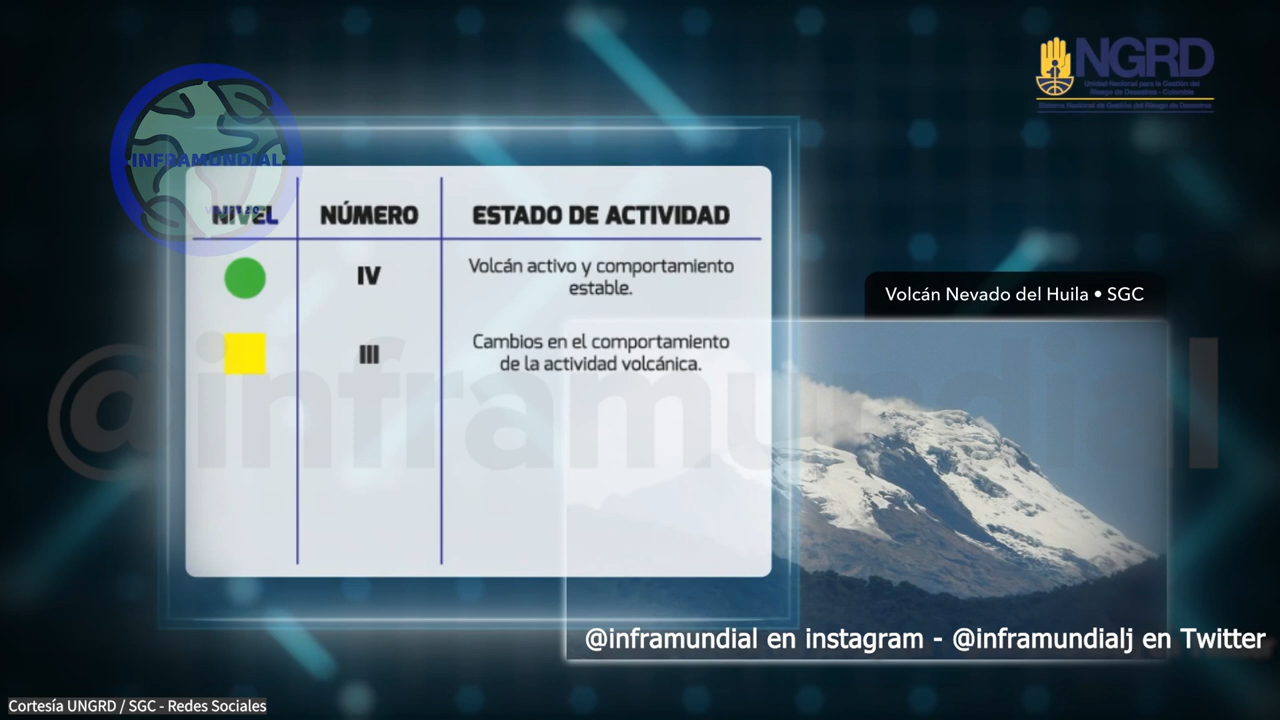 NGRD
Unidad Nacional para la Gestión del
Riesgo de Desastres - Colombia
Sistema Nacional de Gestión del Riesgo de Desastres
INFRAMUNDIAL
NIVEL
NÚMERO
ESTADO DE ACTIVIDAD
IV
Volcán activo y comportamiento
estable.
III
Cambios en el comportamiento
de la actividad volcánica.
Volcán Nevado del Huila • SGC
@inframundial
@inframundial en instagram - @inframundialj en Twitter
Cortesía UNGRD / SGC - Redes Sociales